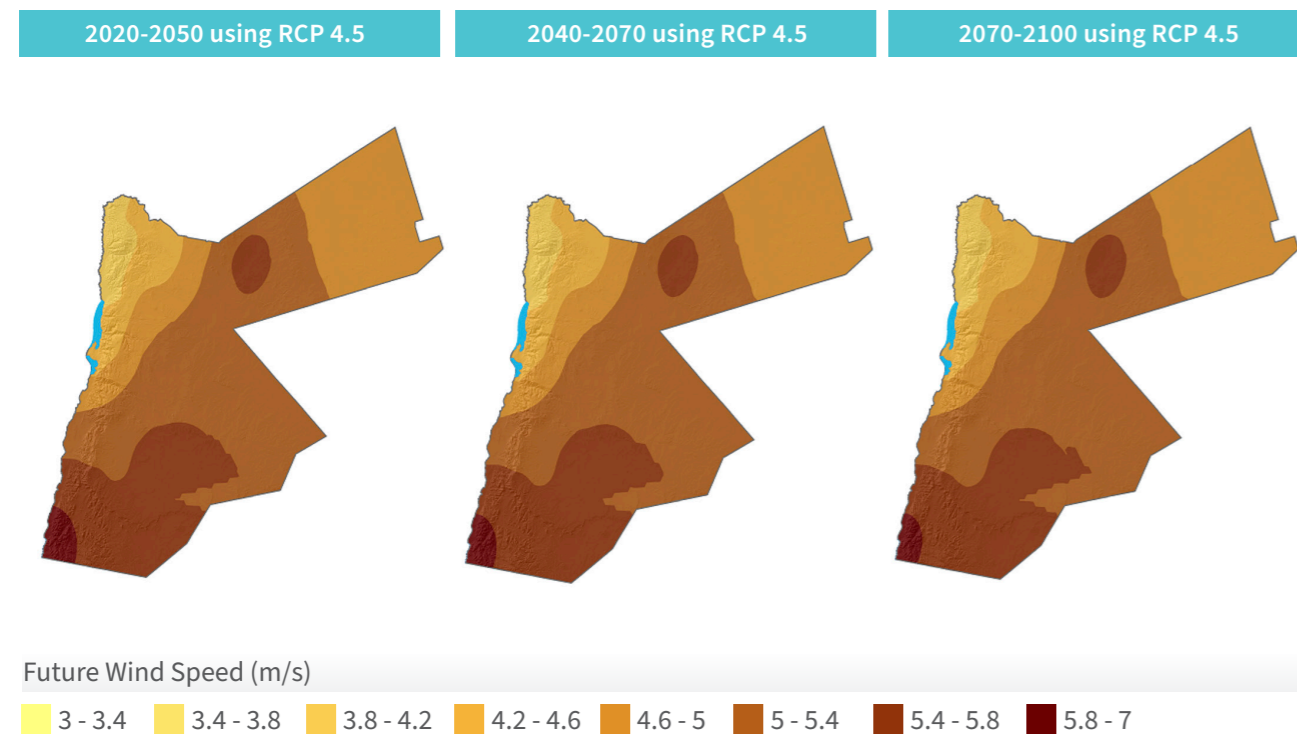 2020-2050 using RCP 4.5
2040-2070 using RCP 4.5
2070-2100 using RCP 4.5
Future Wind Speed (m/s)
3 - 3.4
3.4 - 3.8
3.8 - 4.2
4.2 - 4.6
4.6 - 5
5 - 5.4
5.4 - 5.8
5.8 - 7